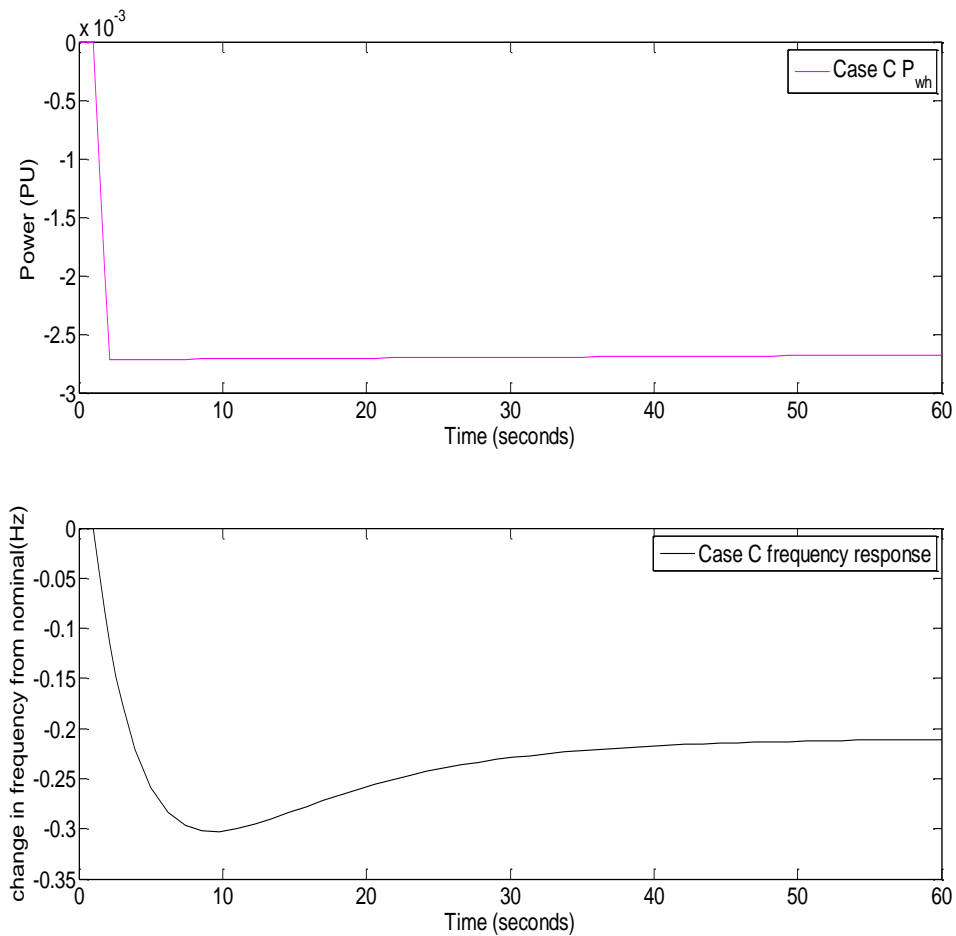 x 10^-3
0
-0.5
-1
-1.5
-2
-2.5
-3
Power (PU)
Case C P_wh
0 10 20 30 40 50 60
Time (seconds)
0
-0.05
-0.1
-0.15
-0.2
-0.25
-0.3
-0.35
change in frequency from nominal(Hz)
Case C frequency response
0 10 20 30 40 50 60
Time (seconds)